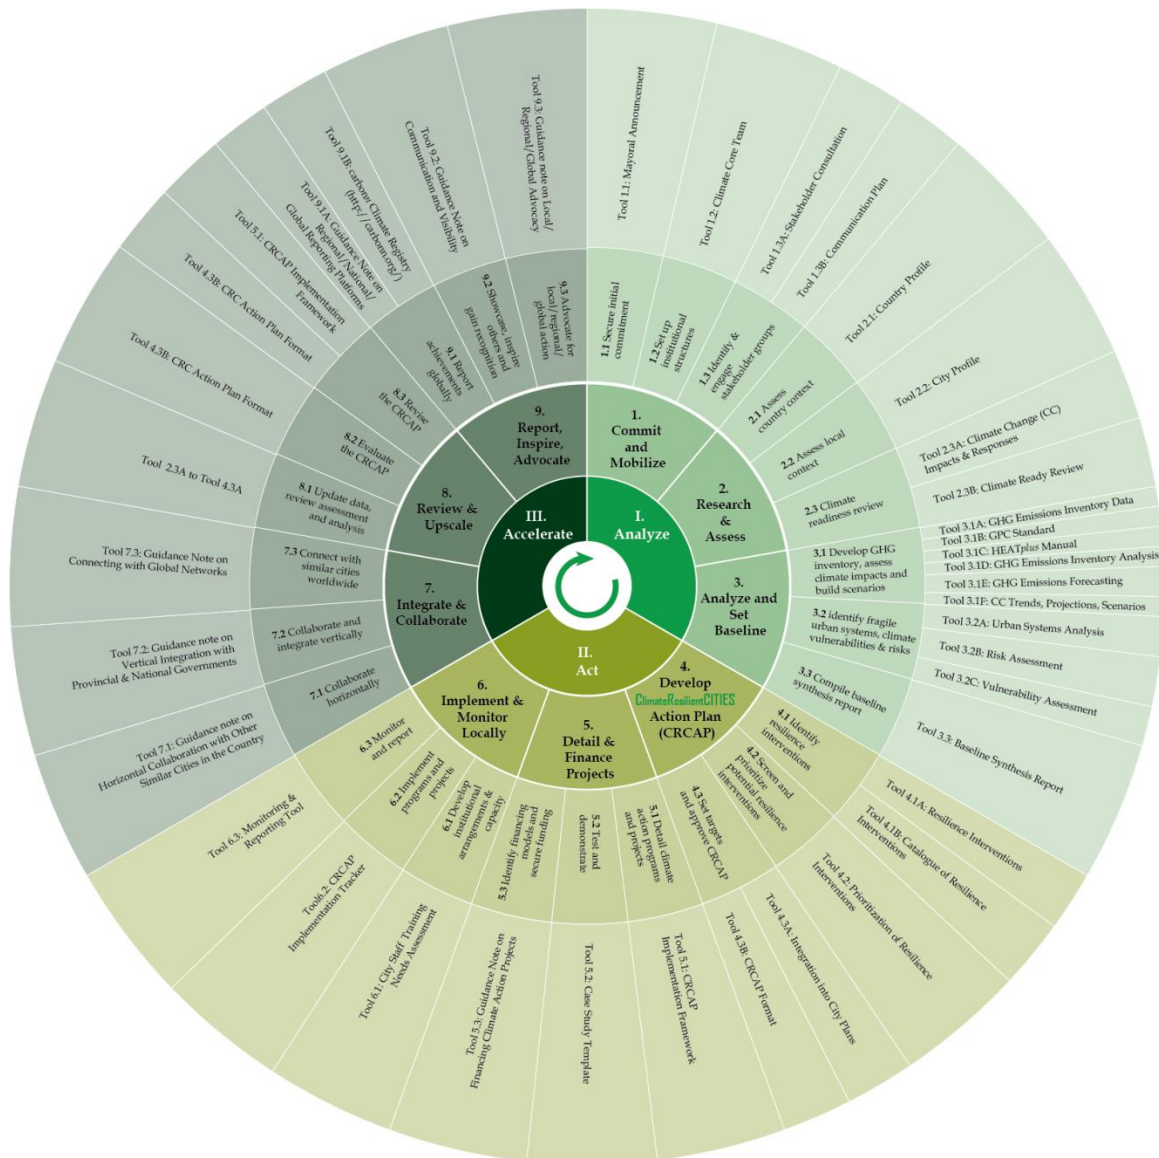 I.
Analyze
II.
Act
III.
Accelerate
1.
Commit
and
Mobilize
2.
Research
&
Assess
3.
Analyze and
Set
Baseline
4.
Develop
ClimateResilientCITIES
Action Plan
(CRCAP)
5.
Detail &
Finance
Projects
6.
Implement &
Monitor
Locally
7.
Integrate &
Collaborate
8.
Review &
Upscale
9.
Report,
Inspire,
Advocate
1.1 Secure initial
commitment
1.2 Set up
institutional
structures
1.3 Identify &
engage
stakeholder groups
2.1 Assess
country context
2.2 Assess local
context
2.3 Climate
readiness review
3.1 Develop GHG
inventory, assess
climate impacts and
build scenarios
3.2 identify fragile
urban systems, climate
vulnerabilities & risks
3.3 Compile baseline
synthesis report
4.1 Identify
resilience
interventions
4.2 Screen and
prioritize
potential resilience
interventions
4.3 Set targets
and approve CRCAP
5.1 Detail climate
action programs
and projects
5.2 Test and
demonstrate
5.3 Identify financing
models and
secure funding
6.1 Develop
institutional
arrangements &
capacity
6.2 Implement
programs and
projects
6.3 Monitor
and report
7.1 Collaborate
horizontally
7.2 Collaborate and
integrate vertically
7.3 Connect with
similar cities
worldwide
8.1 Update data,
review assessment
and analysis
8.2 Evaluate
the CRCAP
8.3 Revise
the CRCAP
9.1 Report
achievements
globally
9.2 Showcase, inspire
others and
gain recognition
9.3 Advocate for
local/regional/
global action
Tool 1.1: Mayoral Announcement
Tool 1.2: Climate Core Team
Tool 1.3A: Stakeholder Consultation
Tool 1.3B: Communication Plan
Tool 2.1: Country Profile
Tool 2.2: City Profile
Tool 2.3A: Climate Change (CC)
Impacts & Responses
Tool 2.3B: Climate Ready Review
Tool 3.1A: GHG Emissions Inventory Data
Tool 3.1B: GPC Standard
Tool 3.1C: HEATplus Manual
Tool 3.1D: GHG Emissions Inventory Analysis
Tool 3.1E: GHG Emissions Forecasting
Tool 3.1F: CC Trends, Projections, Scenarios
Tool 3.2A: Urban Systems Analysis
Tool 3.2B: Risk Assessment
Tool 3.2C: Vulnerability Assessment
Tool 3.3: Baseline Synthesis Report
Tool 4.1A: Resilience Interventions
Tool 4.1B: Catalogue of Resilience
Interventions
Tool 4.2: Prioritization of Resilience
Interventions
Tool 4.3A: Integration into City Plans
Tool 4.3B: CRCAP Format
Tool 5.1: CRCAP
Implementation Framework
Tool 5.2: Case Study Template
Tool 5.3: Guidance Note on
Financing Climate Action Projects
Tool 6.1: City Staff Training
Needs Assessment
Tool6.2: CRCAP
Implementation Tracker
Tool 6.3: Monitoring &
Reporting Tool
Tool 7.1: Guidance note on
Horizontal Collaboration with Other
Similar Cities in the Country
Tool 7.2: Guidance note on
Vertical Integration with
Provincial & National Governments
Tool 7.3: Guidance Note on
Connecting with Global Networks
Tool 2.3A to Tool 4.3A
Tool 4.3B: CRC Action Plan Format
Tool 4.3B: CRC Action Plan Format
Tool 5.1: CRCAP Implementation
Framework
Tool 9.1A: Guidance Note on
Regional/National/
Global Reporting Platforms
Tool 9.1B: carbonn Climate Registry
(http://carbonn.org/)
Tool 9.2: Guidance Note on
Communication and Visibility
Tool 9.3: Guidance note on Local/
Regional/Global Advocacy